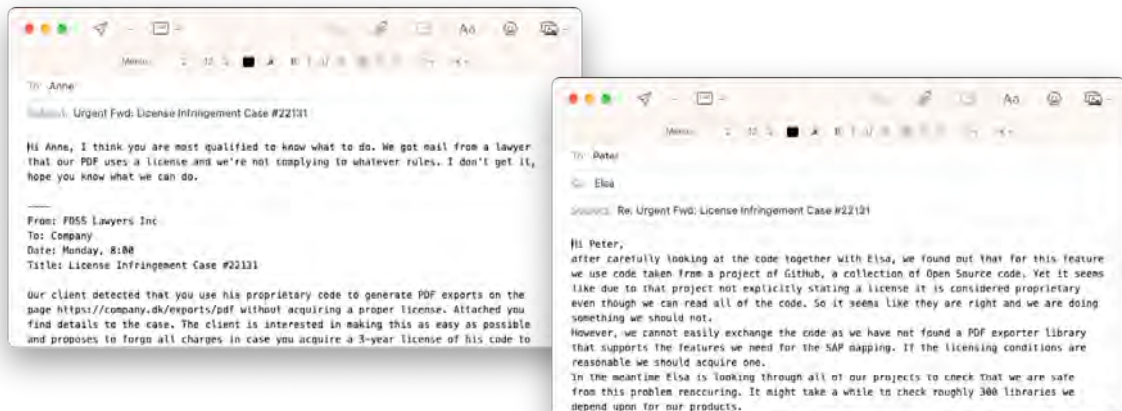 Aa
To: Anne
Subject: Urgent Fwd: License Infringement Case #22131
Hi Anne, I think you are most qualified to know what to do. We got mail from a lawyer
that our PDF uses a license and we're not complying to whatever rules. I don't get it,
hope you know what we can do.
From: FOSS Lawyers Inc
To: Company
Date: Monday, 8:00
Title: License Infringement Case #22131
Our client detected that you use his proprietary code to generate PDF exports on the
page https://company.dk/exports/pdf without acquiring a proper license. Attached you
find details to the case. The client is interested in making this as easy as possible
and proposes to forgo all charges in case you acquire a 3-year license of his code to
Aa
To: Peter
Cc: Elsa
Subject: Re: Urgent Fwd: License Infringement Case #22131
Hi Peter,
after carefully looking at the code together with Elsa, we found out that for this feature
we use code taken from a project of GitHub, a collection of Open Source code. Yet it seems
like due to that project not explicitly stating a license it is considered proprietary
even though we can read all of the code. So it seems like they are right and we are doing
something we should not.
However, we cannot easily exchange the code as we have not found a PDF exporter library
that supports the features we need for the SAP mapping. If the licensing conditions are
reasonable we should acquire one.
In the meantime Elsa is looking through all of our projects to check that we are safe
from this problem reoccuring. It might take a while to check roughly 300 libraries we
depend upon for our products.